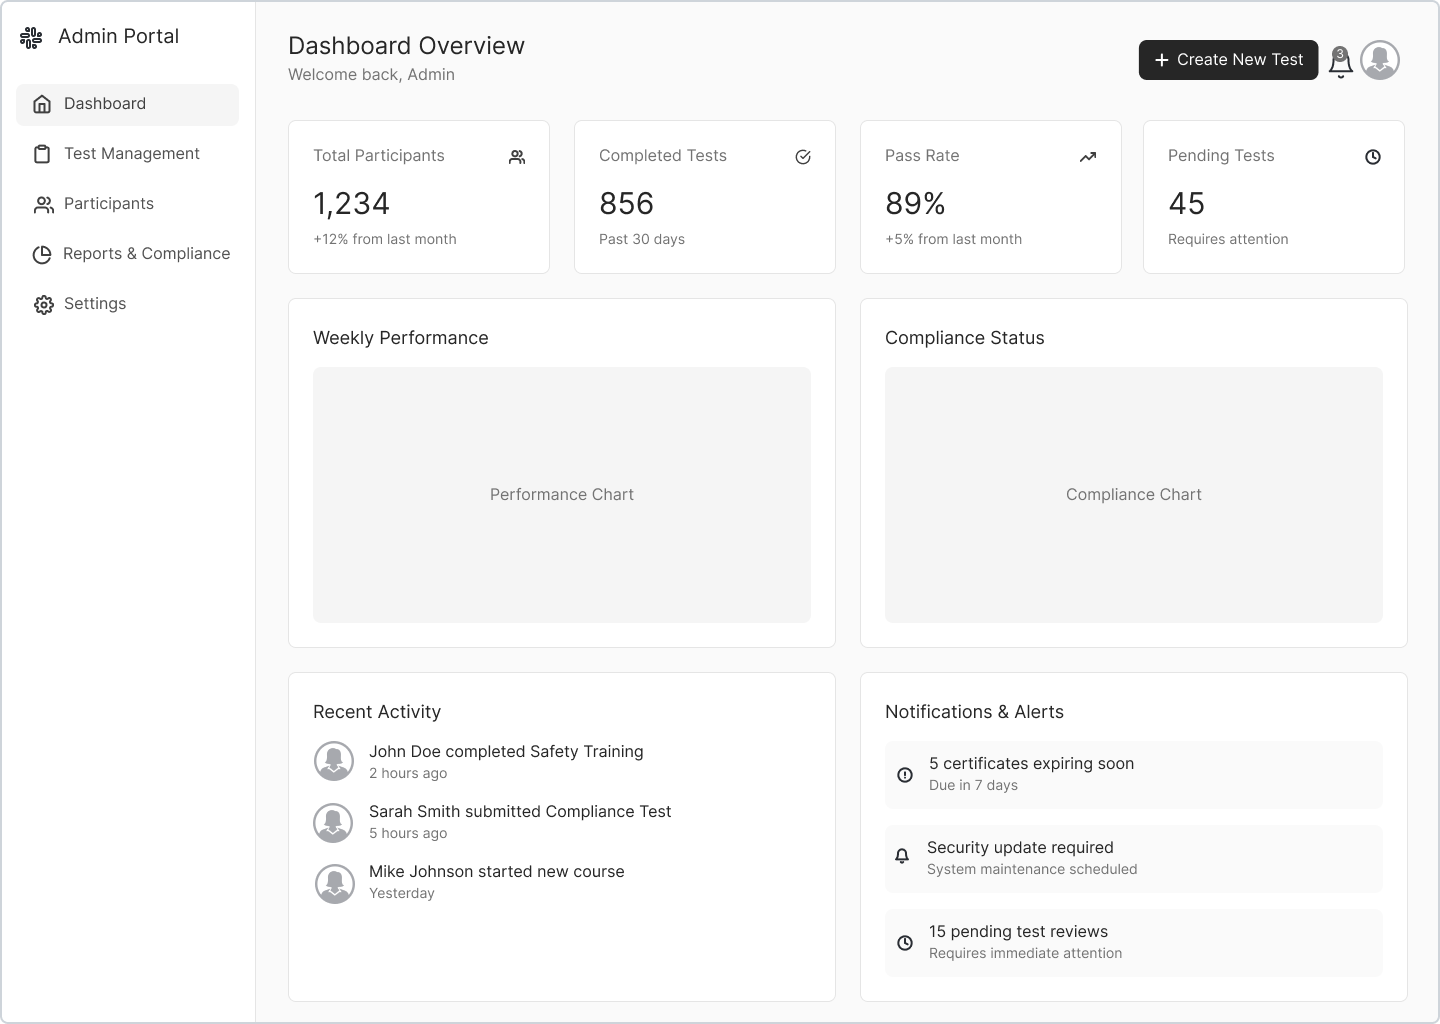 Admin Portal
Dashboard
Test Management
Participants
Reports & Compliance
Settings
Dashboard Overview
Welcome back, Admin
Create New Test
3
Total Participants
1,234
+12% from last month
Completed Tests
856
Past 30 days
Pass Rate
89%
+5% from last month
Pending Tests
45
Requires attention
Weekly Performance
Performance Chart
Compliance Status
Compliance Chart
Recent Activity
John Doe completed Safety Training
2 hours ago
Sarah Smith submitted Compliance Test
5 hours ago
Mike Johnson started new course
Yesterday
Notifications & Alerts
5 certificates expiring soon
Due in 7 days
Security update required
System maintenance scheduled
15 pending test reviews
Requires immediate attention